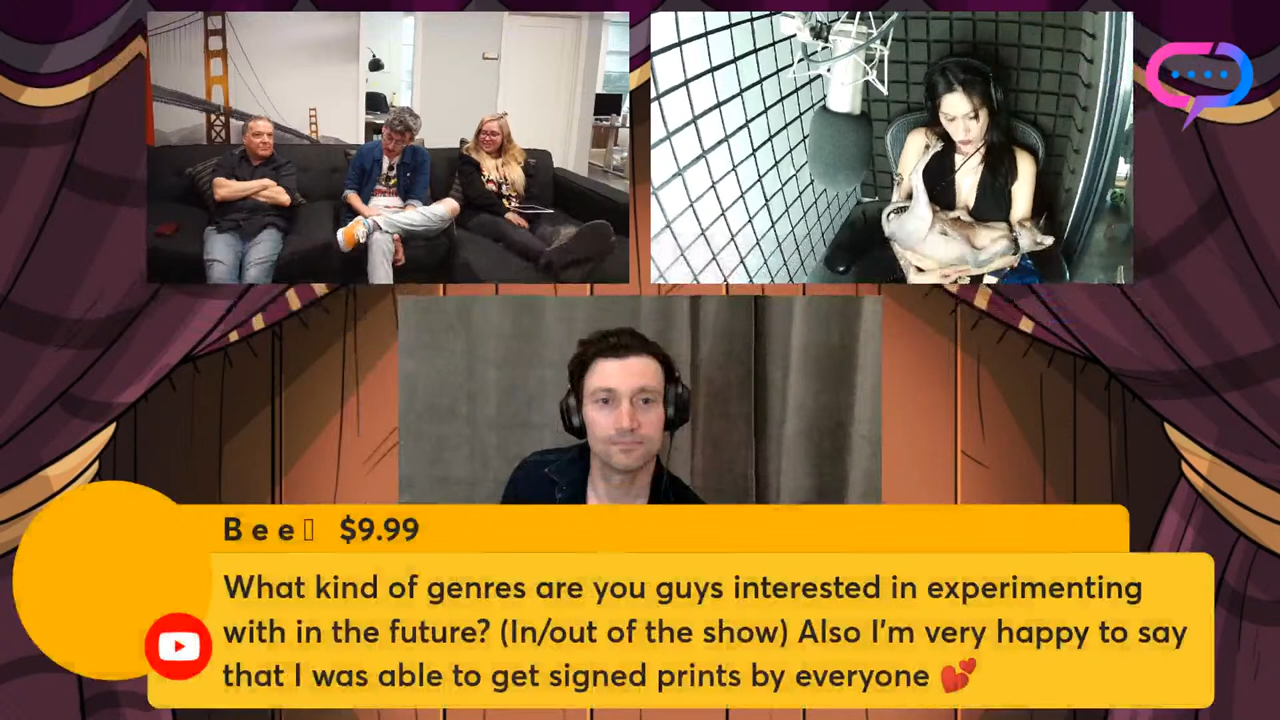 B e e $9.99
What kind of genres are you guys interested in experimenting
with in the future? (In/out of the show) Also I'm very happy to say
that I was able to get signed prints by everyone 💕